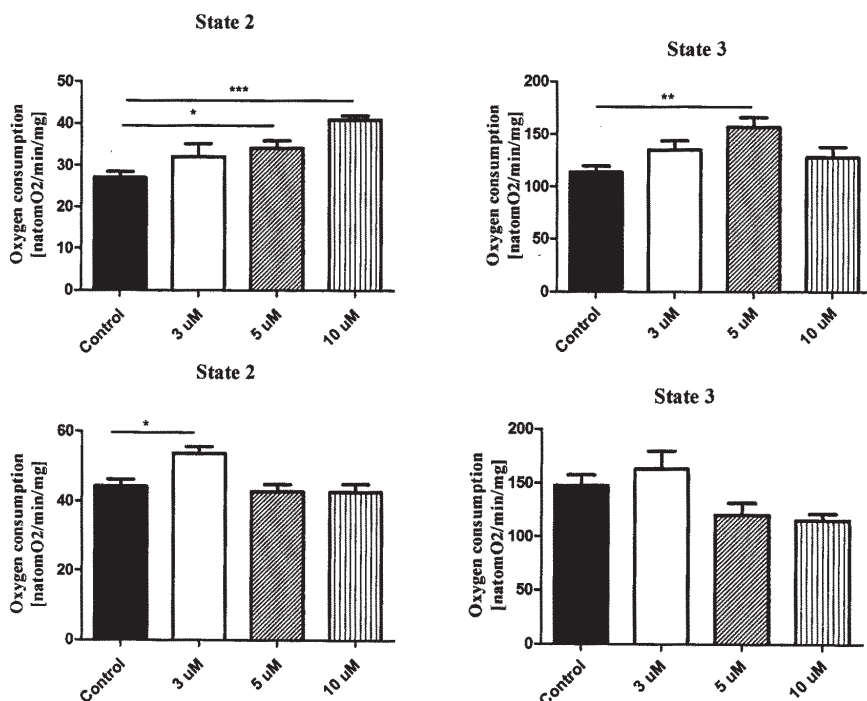 State 2
***
*
Oxygen consumption
[natomO2/min/mg]
50
40
30
20
10
0
Control
3 uM
5 uM
10 uM
State 3
**
Oxygen consumption
[natomO2/min/mg]
200
150
100
50
0
Control
3 uM
5 uM
10 uM
State 2
*
Oxygen consumption
[natomO2/min/mg]
60
40
20
0
Control
3 uM
5 uM
10 uM
State 3
Oxygen consumption
[natomO2/min/mg]
200
150
100
50
0
Control
3 uM
5 uM
10 uM